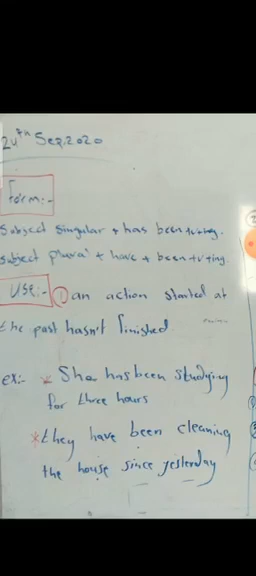 24th Sep.2020
Form:-
Subject Singular + has been + v + ing.
Subject plural + have + been + v + ing.
Use:- ① an action started at
the past hasn't finished
ex:- * She has been studying
for three hours
* they have been cleaning
the house since yesterday